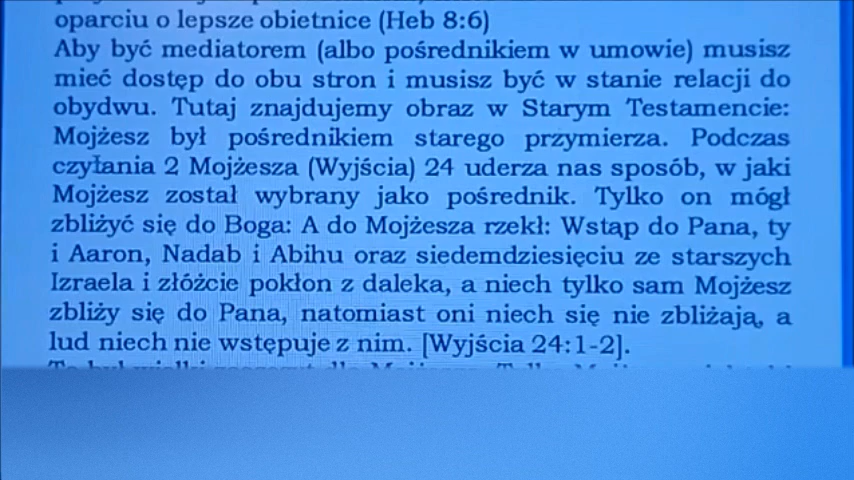 oparciu o lepsze obietnice (Heb 8:6)
Aby być mediatorem (albo pośrednikiem w umowie) musisz
mieć dostęp do obu stron i musisz być w stanie relacji do
obydwu. Tutaj znajdujemy obraz w Starym Testamencie:
Mojżesz był pośrednikiem starego przymierza. Podczas
czyłania 2 Mojżesza (Wyjścia) 24 uderza nas sposób, w jaki
Mojżesz został wybrany jako pośrednik. Tylko on mógł
zbliżyć się do Boga: A do Mojżesza rzekł: Wstap do Pana, ty
i Aaron, Nadab i Abihu oraz siedemdziesięciu ze starszych
Izraela i złóżcie pokłon z daleka, a niech tylko sam Mojżesz
zbliży się do Pana, natomiast oni niech się nie zbliżają, a
lud niech nie wstępuje z nim. [Wyjścia 24:1-2].